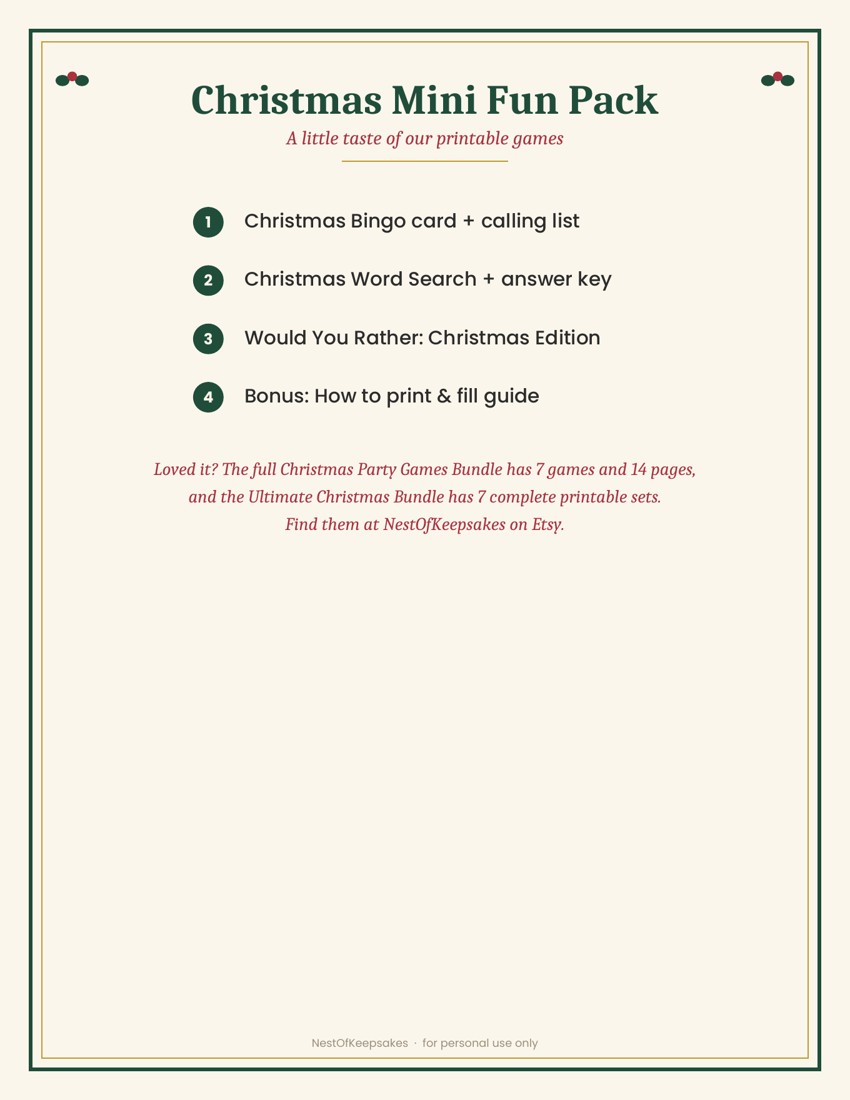 Christmas Mini Fun Pack
A little taste of our printable games
1 Christmas Bingo card + calling list
2 Christmas Word Search + answer key
3 Would You Rather: Christmas Edition
4 Bonus: How to print & fill guide
Loved it? The full Christmas Party Games Bundle has 7 games and 14 pages,
and the Ultimate Christmas Bundle has 7 complete printable sets.
Find them at NestOfKeepsakes on Etsy.
NestOfKeepsakes · for personal use only